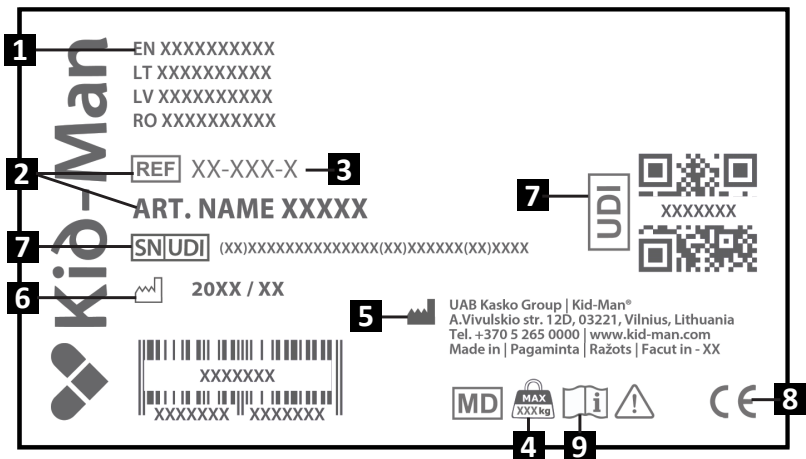 1
EN XXXXXXXXXX
LT XXXXXXXXXX
LV XXXXXXXXXX
RO XXXXXXXXXX
Kið-Man
2
REF XX-XXX-X
3
ART. NAME XXXXX
7
SN UDI (XX)XXXXXXXXXXXXXX(XX)XXXXXX(XX)XXXX
6
20XX / XX
7
UDI
XXXXXXX
5
UAB Kasko Group | Kid-Man®
A.Vivulskio str. 12D, 03221, Vilnius, Lithuania
Tel. +370 5 265 0000 | www.kid-man.com
Made in | Pagaminta | Ražots | Facut in - XX
XXXXXXX
XXXXXXX XXXXXXX
MD
MAX
XXX kg
i
CE
8
4
9